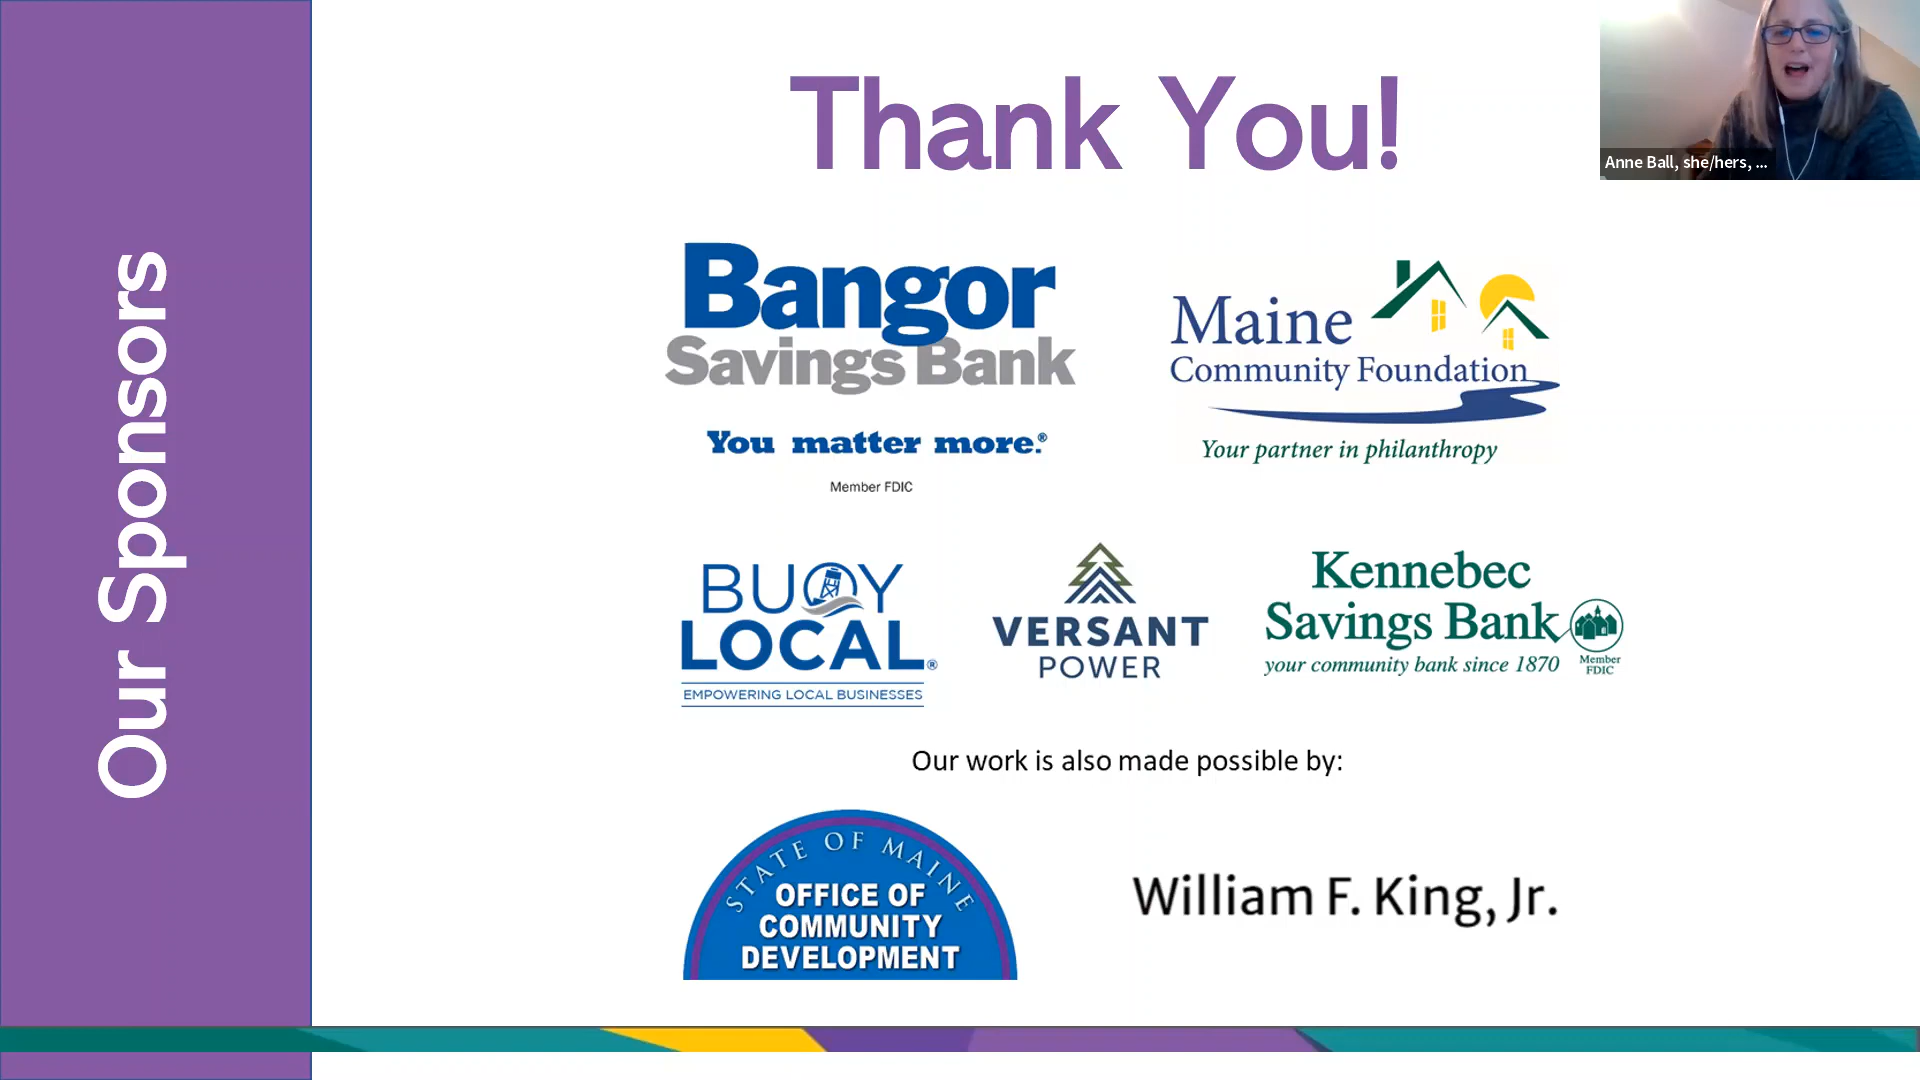 Our Sponsors
Thank You!
Anne Ball, she/hers, ...
Bangor
Savings Bank
You matter more.®
Member FDIC
Maine
Community Foundation
Your partner in philanthropy
BUOY
LOCAL®
EMPOWERING LOCAL BUSINESSES
VERSANT
POWER
Kennebec
Savings Bank
your community bank since 1870
Member
FDIC
Our work is also made possible by:
STATE OF MAINE
OFFICE OF
COMMUNITY
DEVELOPMENT
William F. King, Jr.